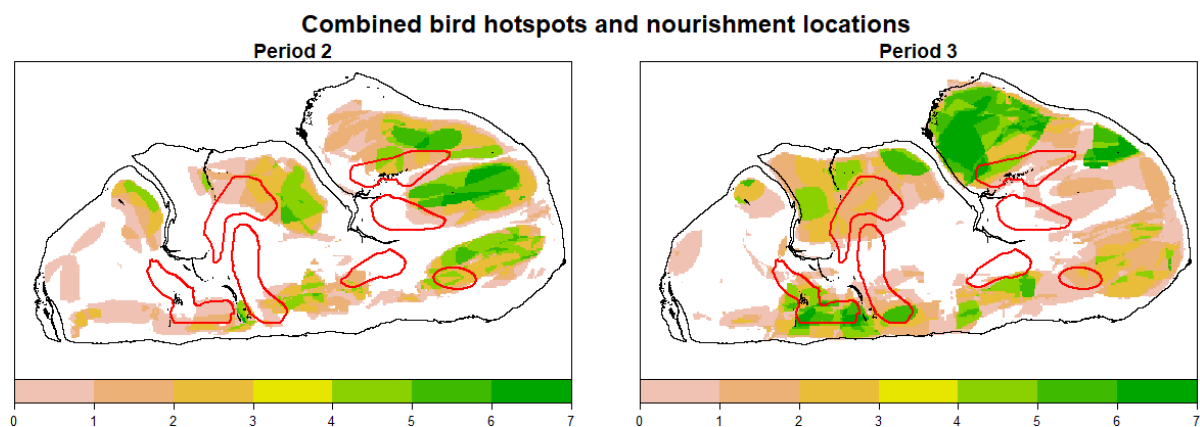 Combined bird hotspots and nourishment locations
Period 2
Period 3
0 1 2 3 4 5 6 7
0 1 2 3 4 5 6 7